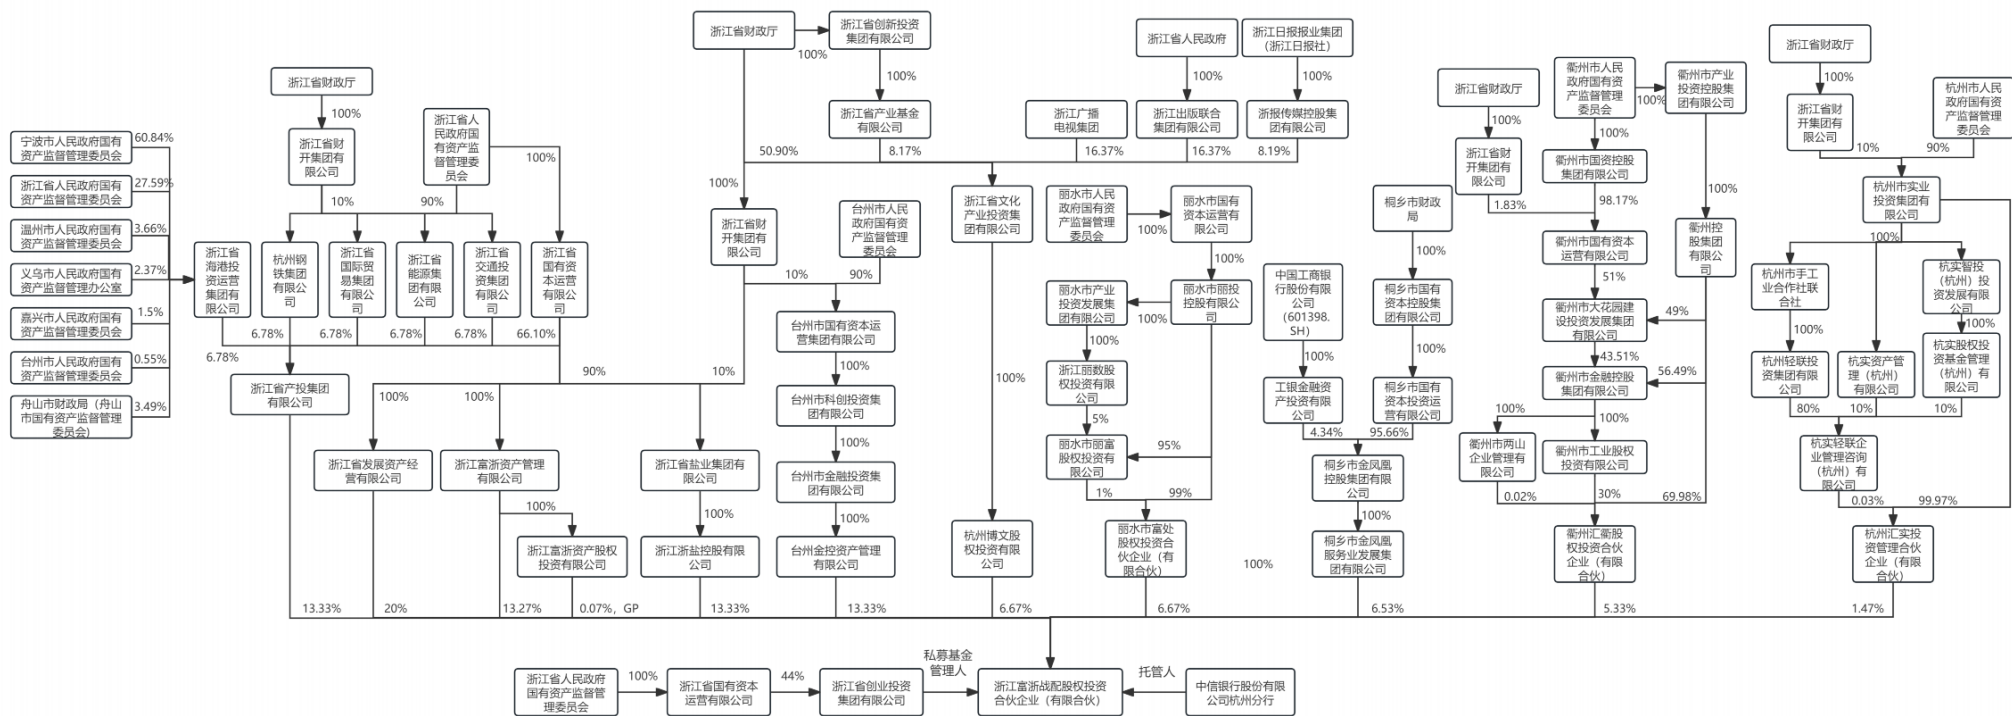 浙江省财政厅
浙江省创新投资
集团有限公司
100%
100%
浙江省产业基金
有限公司
浙江省人民政府
浙江日报报业集团
（浙江日报社）
100%
100%
浙江广播
电视集团
浙江出版联合
集团有限公司
浙报传媒控股集
团有限公司
50.90%
8.17%
16.37%
16.37%
8.19%
浙江省财政厅
100%
浙江省财
开集团有
限公司
浙江省人
民政府国
有资产监
督管理委
员会
100%
10%
90%
宁波市人民政府国有
资产监督管理委员会
60.84%
浙江省人民政府国有
资产监督管理委员会
27.59%
温州市人民政府国有
资产监督管理委员会
3.66%
义乌市人民政府国有
资产监督管理办公室
2.37%
嘉兴市人民政府国有
资产监督管理委员会
1.5%
台州市人民政府国有
资产监督管理委员会
0.55%
舟山市财政局（舟山
市国有资产监督管理
委员会）
3.49%
浙江省
海港投
资运营
集团有
限公司
杭州钢
铁集团
有限公
司
浙江省
国际贸
易集团
有限公
司
浙江省
能源集
团有限
公司
浙江省
交通投
资集团
有限公
司
浙江省
国有资
本运营
有限公
司
6.78%
6.78%
6.78%
6.78%
6.78%
66.10%
浙江省产投集团
有限公司
100%
浙江省财
开集团有
限公司
台州市人民
政府国有资
产监督管理
委员会
10%
90%
台州市国有资本运
营集团有限公司
100%
台州市科创投资集
团有限公司
100%
台州市金融投资集
团有限公司
100%
台州金控资产管理
有限公司
100%
100%
90%
10%
浙江省发展资产经
营有限公司
浙江富浙资产管理
有限公司
浙江省盐业集团有
限公司
100%
100%
浙江富浙资产股权
投资有限公司
浙江浙盐控股有限
公司
浙江省文化
产业投资集
团有限公司
100%
杭州博文股
权投资有限
公司
丽水市人民
政府国有资
产监督管理
委员会
100%
丽水市国有
资本运营有
限公司
100%
丽水市产业
投资发展集
团有限公司
100%
丽水市丽投
控股有限公
司
100%
浙江丽数股
权投资有限
公司
5%
95%
丽水市丽富
股权投资有
限公司
1%
99%
丽水市富处
股权投资合
伙企业（有
限合伙）
100%
桐乡市财政
局
100%
中国工商银
行股份有限
公司
（601398.
SH）
桐乡市国有
资本控股集
团有限公司
100%
100%
工银金融资
产投资有限
公司
桐乡市国有
资本投资运
营有限公司
4.34%
95.66%
桐乡市金凤凰
控股集团有限
公司
100%
桐乡市金凤凰
服务业发展集
团有限公司
浙江省财政厅
100%
浙江省财
开集团有
限公司
1.83%
衢州市人民
政府国有资
产监督管理
委员会
100%
衢州市产业
投资控股集
团有限公司
100%
衢州市国资控股
集团有限公司
98.17%
100%
衢州市国有资本
运营有限公司
衢州控
股集团
有限公
司
51%
衢州市大花园建
设投资发展集团
有限公司
49%
43.51%
衢州市金融控股
集团有限公司
56.49%
100%
100%
衢州市两山
企业管理有
限公司
衢州市工业股权
投资有限公司
0.02%
30%
69.98%
衢州汇衢股
权投资合伙
企业（有限
合伙）
浙江省财政厅
100%
浙江省财
开集团有
限公司
杭州市人民
政府国有资
产监督管理
委员会
10%
90%
杭州市实业
投资集团有
限公司
100%
杭州市手工
业合作社联
合社
杭实智投
（杭州）投
资发展有限
公司
100%
100%
杭州轻联投
资集团有限
公司
杭实资产管
理（杭州）
有限公司
杭实股权投
资基金管理
（杭州）有
限公司
80%
10%
10%
杭实轻联企
业管理咨询
（杭州）有
限公司
0.03%
99.97%
杭州汇实投
资管理合伙
企业（有限
合伙）
13.33%
20%
13.27%
0.07%，GP
13.33%
13.33%
6.67%
6.67%
6.53%
5.33%
1.47%
浙江省人民政府
国有资产监督管
理委员会
100%
浙江省国有资本
运营有限公司
44%
浙江省创业投资
集团有限公司
私募基金
管理人
浙江富浙战配股权投资
合伙企业（有限合伙）
托管人
中信银行股份有限
公司杭州分行